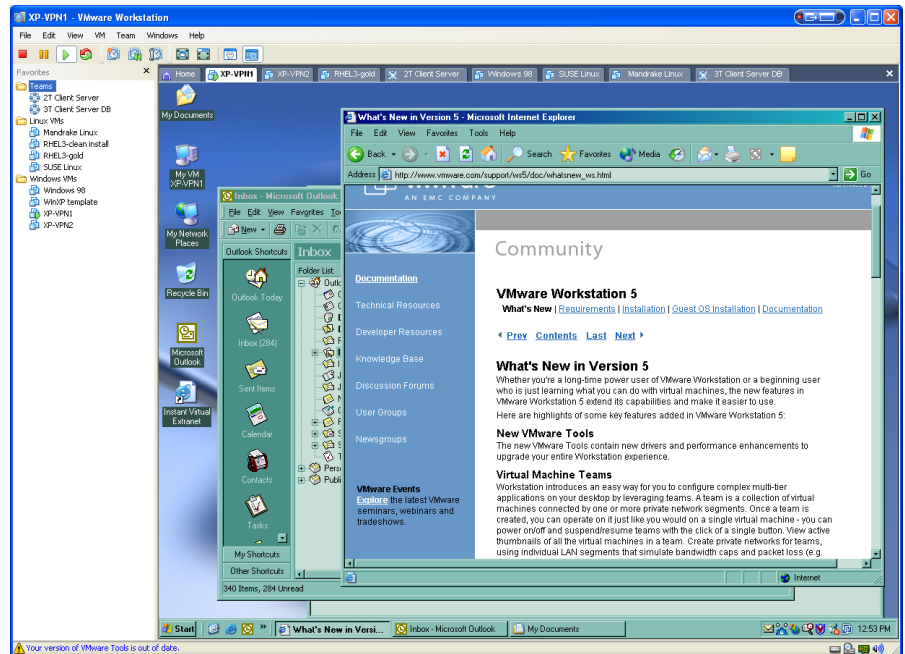 XP-VPN1 - VMware Workstation
File Edit View VM Team Windows Help
Favorites
Teams
2T Client Server
3T Client Server DB
Linux VMs
Mandrake Linux
RHEL3-clean install
RHEL3-gold
SUSE Linux
Windows VMs
Windows 98
WinXP template
XP-VPN1
XP-VPN2
Home XP-VPN1 XP-VPN2 RHEL3-gold 2T Client Server Windows 98 SUSE Linux Mandrake Linux 3T Client Server DB
My Documents
My VM
XP-VPN1
My Network
Places
Recycle Bin
Microsoft
Outlook
Instant Virtual
Extranet
Inbox - Microsoft Outlook
File Edit View Favorites
New
Outlook Shortcuts
Inbox
Folder List
Outlook Today
Inbox (284)
Sent Items
Calendar
Contacts
Tasks
My Shortcuts
Other Shortcuts
340 Items, 284 Unread
What's New in Version 5 - Microsoft Internet Explorer
File Edit View Favorites Tools Help
Back Search Favorites Media
Address http://www.vmware.com/support/ws5/doc/whatsnew_ws.html Go
AN EMC COMPANY
Documentation
Technical Resources
Developer Resources
Knowledge Base
Discussion Forums
User Groups
Newsgroups
VMware Events
Explore the latest VMware
seminars, webinars and
tradeshows.
Community
VMware Workstation 5
What's New | Requirements | Installation | Guest OS Installation | Documentation
Prev Contents Last Next
What's New in Version 5
Whether you're a long-time power user of VMware Workstation or a beginning user
who is just learning what you can do with virtual machines, the new features in
VMware Workstation 5 extend its capabilities and make it easier to use.
Here are highlights of some key features added in VMware Workstation 5:
New VMware Tools
The new VMware Tools contain new drivers and performance enhancements to
upgrade your entire Workstation experience.
Virtual Machine Teams
Workstation introduces an easy way for you to configure complex multi-tier
applications on your desktop by leveraging teams. A team is a collection of virtual
machines connected by one or more private network segments. Once a team is
created, you can operate on it just like you would on a single virtual machine - you can
power on/off and suspend/resume teams with the click of a single button. View active
thumbnails of all the virtual machines in a team. Create private networks for teams,
using individual LAN segments that simulate bandwidth caps and packet loss (e.g.
Internet
Start What's New in Versi... Inbox - Microsoft Outlook My Documents 12:53 PM
Your version of VMware Tools is out of date.